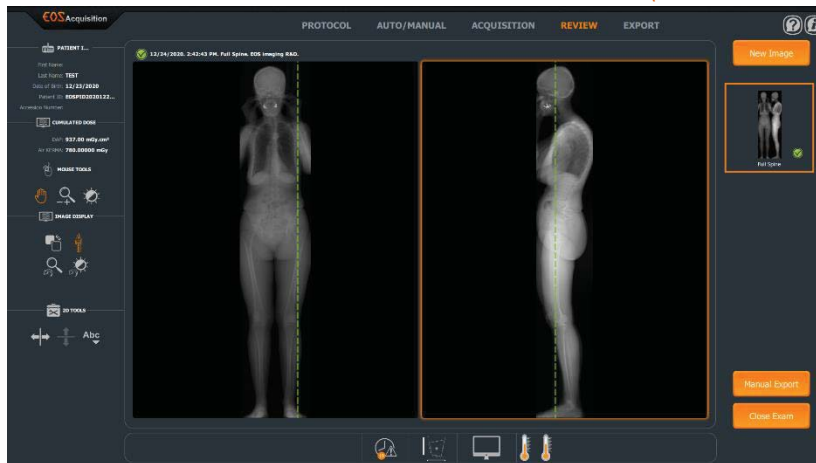 EOSAcquisition
PROTOCOL AUTO/MANUAL ACQUISITION REVIEW EXPORT
PATIENT I...
First Name:
Last Name: TEST
Date of Birth: 12/23/2020
Patient ID: EOSPID2020122...
Accession Number:
CUMULATED DOSE
DAP: 937.00 mGy.cm²
Air KERMA: 780.00000 mGy
MOUSE TOOLS
IMAGE DISPLAY
2D TOOLS
Abc
12/24/2020. 2:42:43 PM. Full Spine. EOS imaging R&D.
New Image
Full Spine
Manual Export
Close Exam